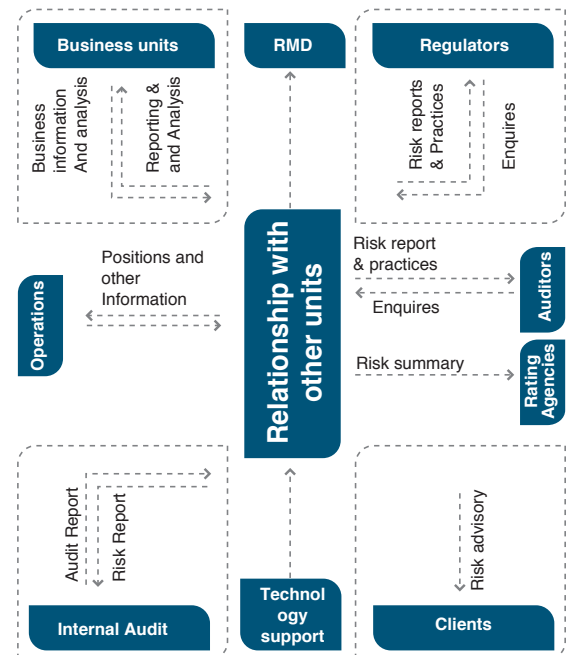 Business units
RMD
Regulators
Business
information
And analysis
Reporting &
and Analysis
Risk reports
& Practices
Enquires
Relationship with
other units
Positions and
other
Information
Operations
Risk report
& practices
Enquires
Auditors
Risk summary
Rating
Agencies
Audit Report
Risk Report
Risk advisory
Internal Audit
Technol
ogy
support
Clients